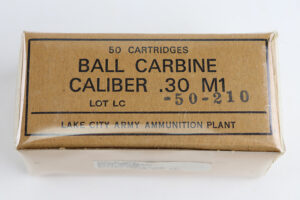 50 CARTRIDGES
BALL CARBINE
CALIBER .30 M1
LOT LC -50-210
LAKE CITY ARMY AMMUNITION PLANT